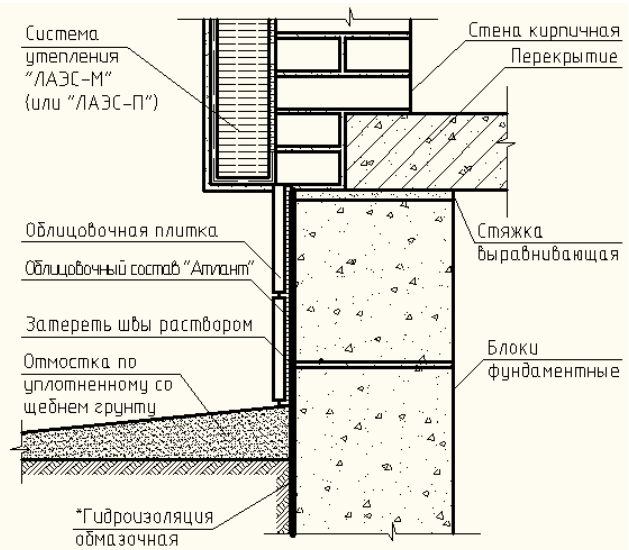 Система
утепления
"ЛАЭС-М"
(или "ЛАЭС-П")
Стена кирпичная
Перекрытие
Облицовочная плитка
Облицовочный состав "Атлант"
Затереть швы раствором
Отмостка по
уплотненному со
щебнем грунту
Стяжка
выравнивающая
Блоки
фундаментные
*Гидроизоляция
обмазочная